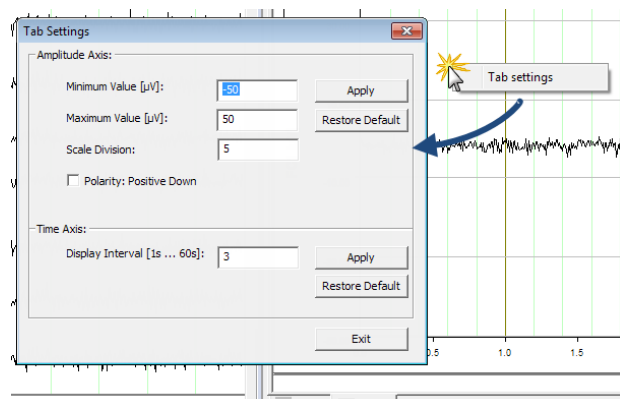 Tab Settings
Amplitude Axis:
Minimum Value [µV]: -50 Apply
Maximum Value [µV]: 50 Restore Default
Scale Division: 5
Polarity: Positive Down
Time Axis:
Display Interval [1s ... 60s]: 3 Apply
Restore Default
Exit
Tab settings
0.5 1.0 1.5